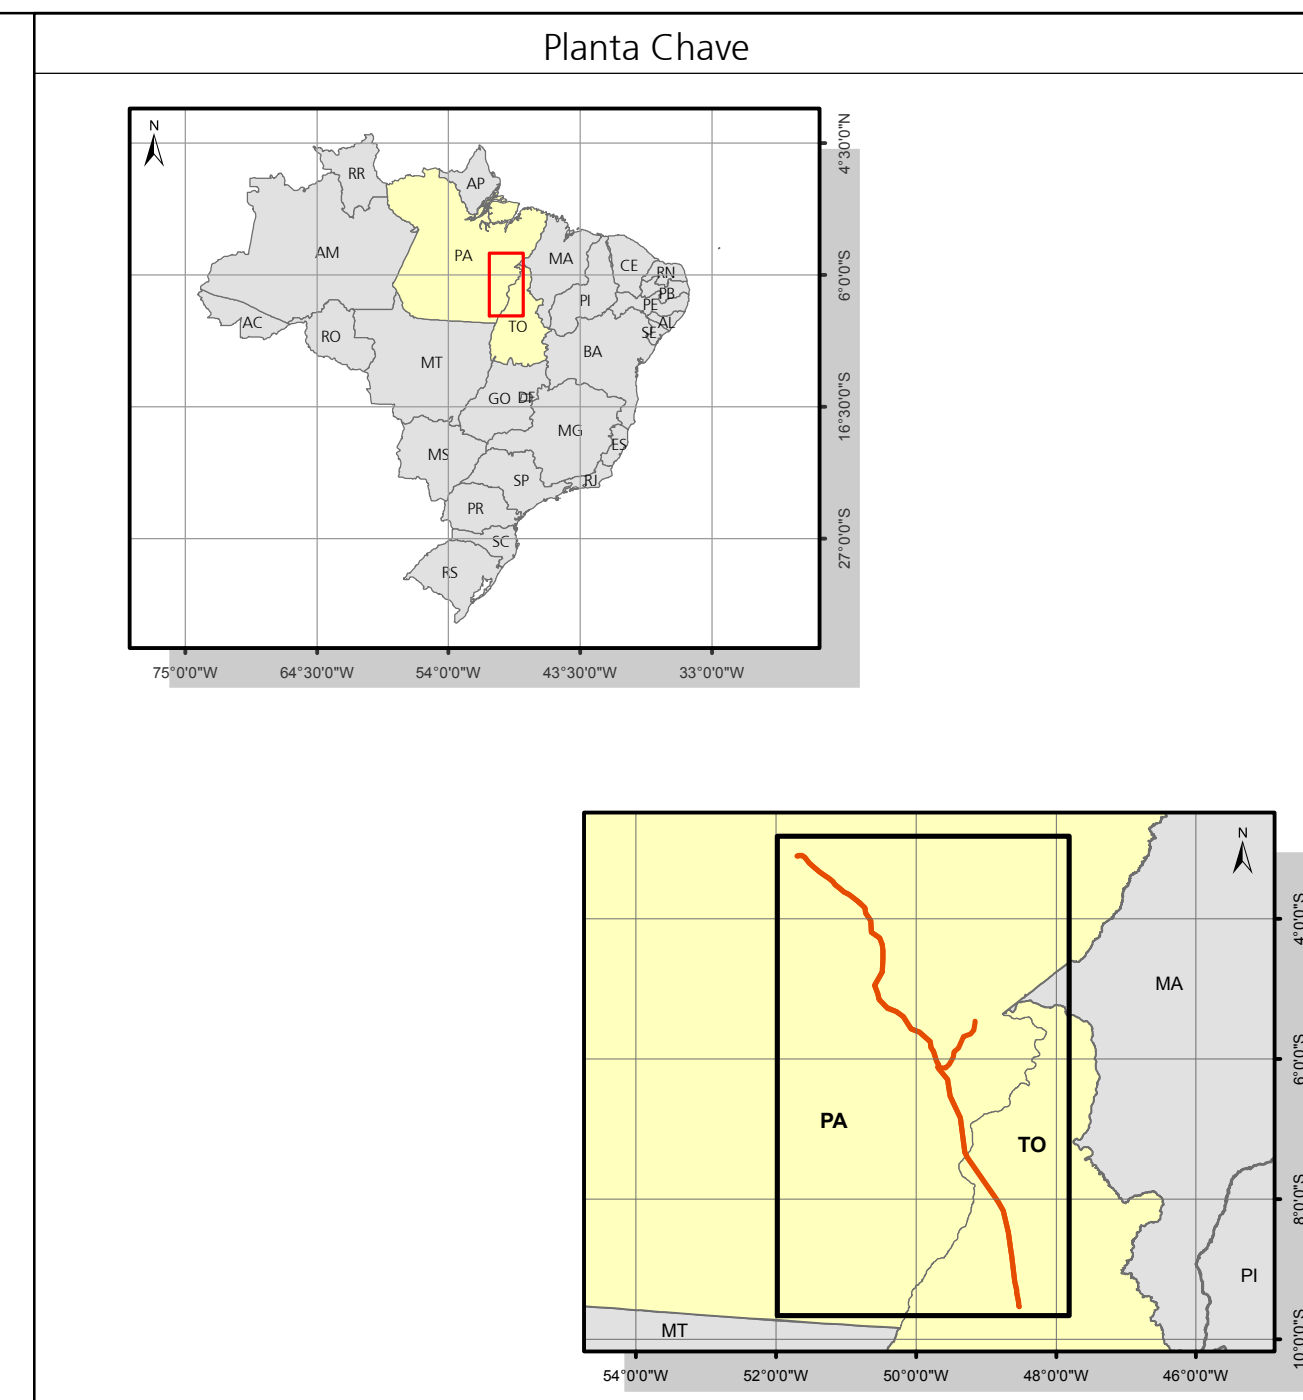 Planta Chave
N
RR
AP
AM
PA
MA
CE
RN
PB
PE
PI
AL
SE
AC
RO
TO
BA
MT
GO
DF
MG
ES
MS
SP
RJ
PR
SC
RS
4°30'0"N
6°0'0"S
16°30'0"S
27°0'0"S
75°0'0"W
64°30'0"W
54°0'0"W
43°30'0"W
33°0'0"W
N
MA
PA
TO
PI
MT
4°0'0"S
6°0'0"S
8°0'0"S
10°0'0"S
54°0'0"W
52°0'0"W
50°0'0"W
48°0'0"W
46°0'0"W